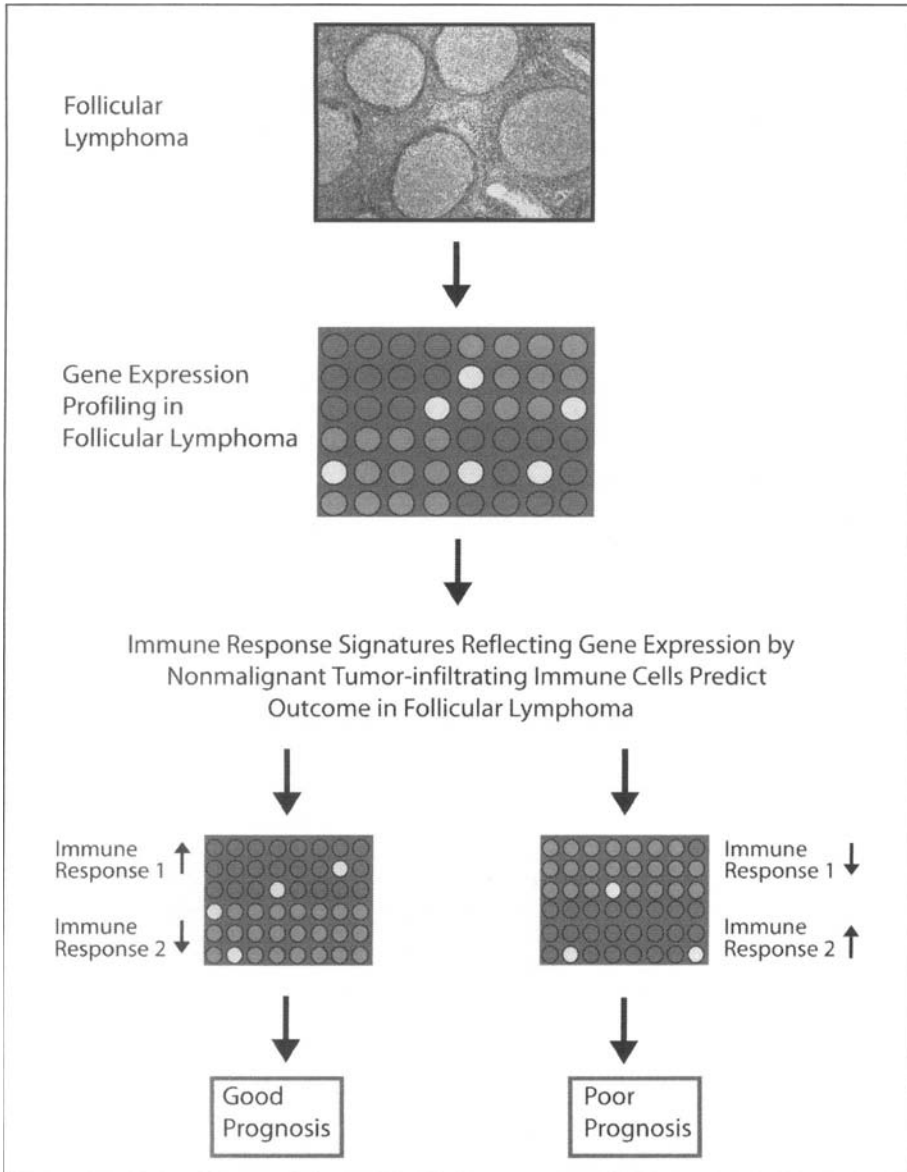 Follicular
Lymphoma
Gene Expression
Profiling in
Follicular Lymphoma
Immune Response Signatures Reflecting Gene Expression by
Nonmalignant Tumor-infiltrating Immune Cells Predict
Outcome in Follicular Lymphoma
Immune
Response 1
Immune
Response 2
Immune
Response 1
Immune
Response 2
Good
Prognosis
Poor
Prognosis